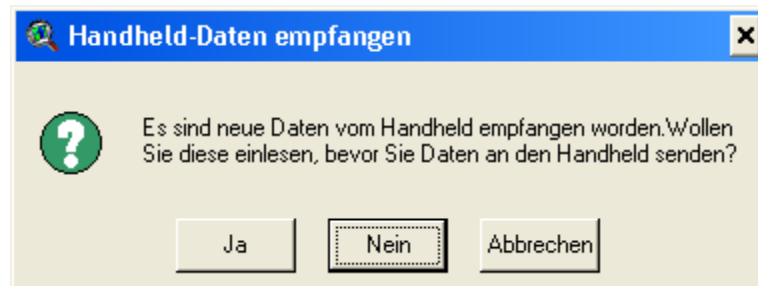 Handheld-Daten empfangen
Es sind neue Daten vom Handheld empfangen worden.Wollen
Sie diese einlesen, bevor Sie Daten an den Handheld senden?
Ja Nein Abbrechen